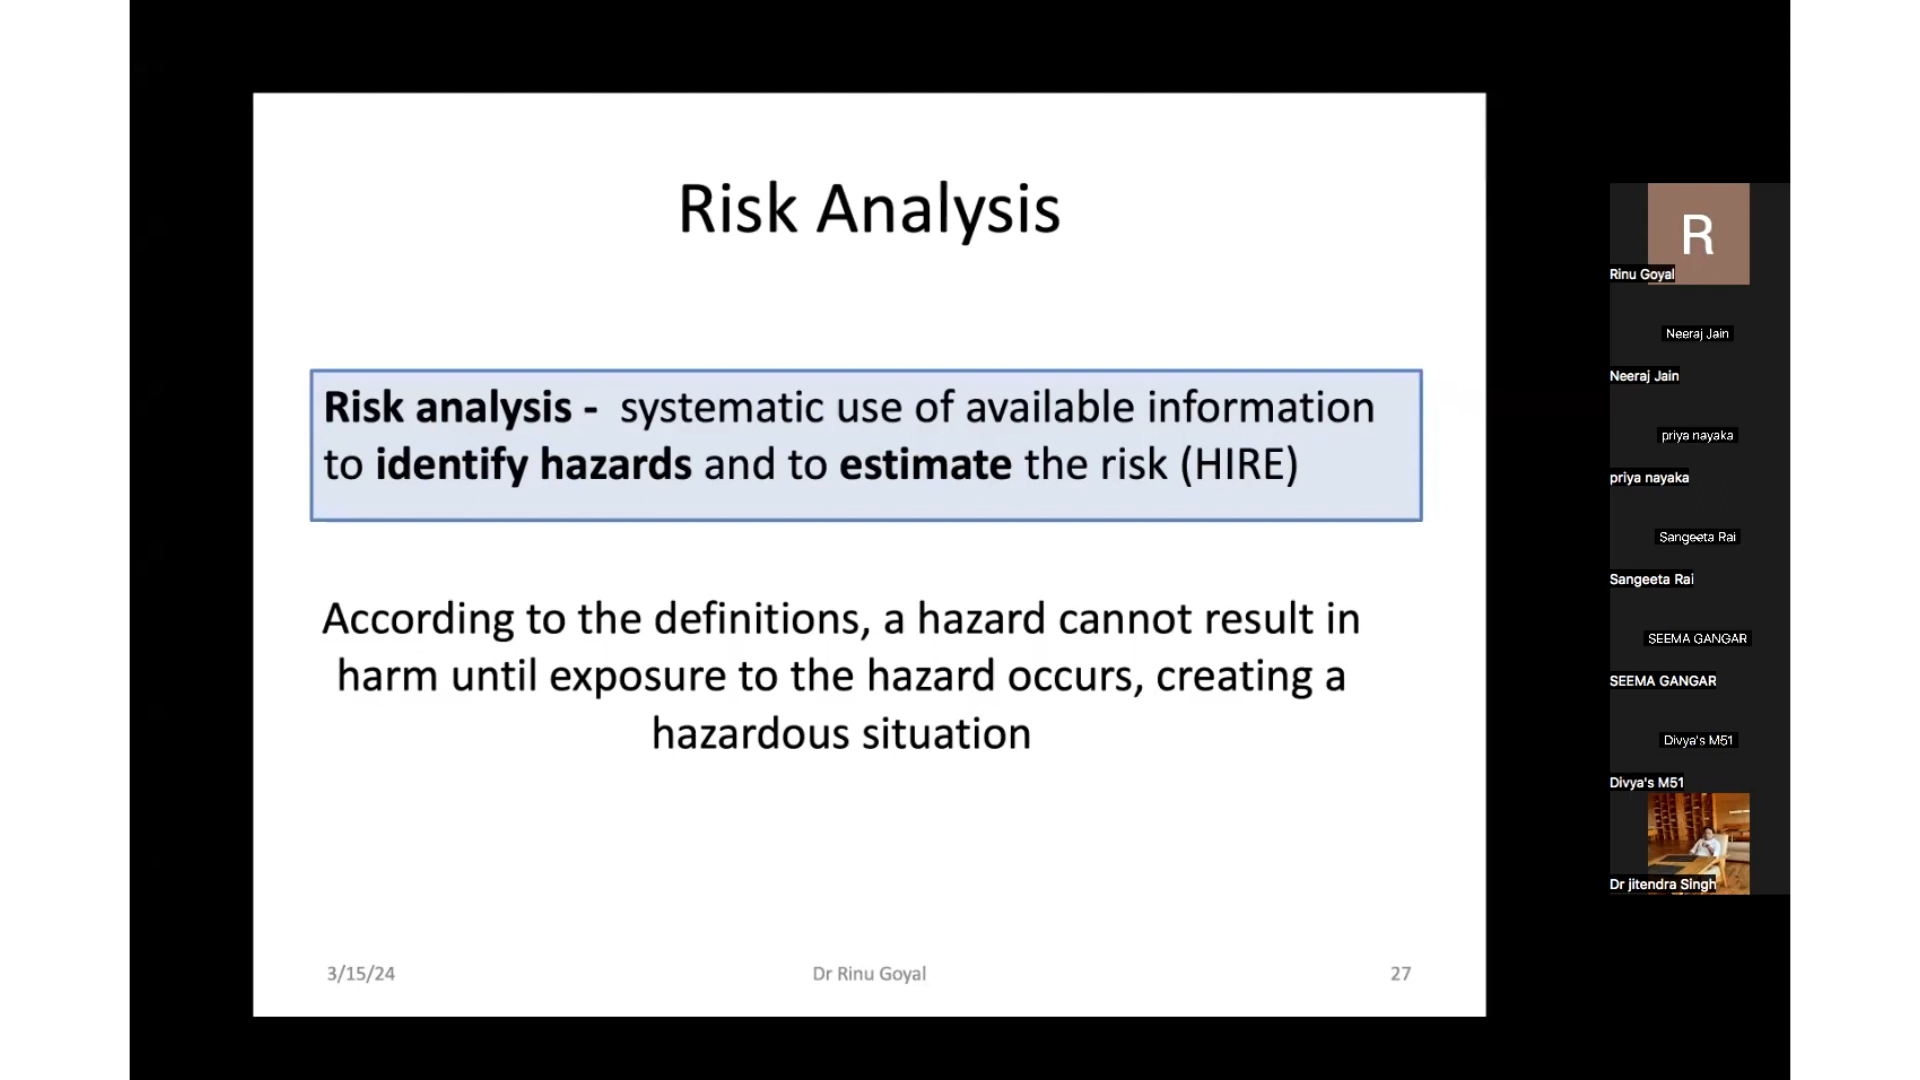 Risk Analysis
Risk analysis - systematic use of available information
to identify hazards and to estimate the risk (HIRE)
According to the definitions, a hazard cannot result in
harm until exposure to the hazard occurs, creating a
hazardous situation
3/15/24
Dr Rinu Goyal
27
R
Rinu Goyal
Neeraj Jain
Neeraj Jain
priya nayaka
priya nayaka
Sangeeta Rai
Sangeeta Rai
SEEMA GANGAR
SEEMA GANGAR
Divya's M51
Divya's M51
Dr jitendra Singh